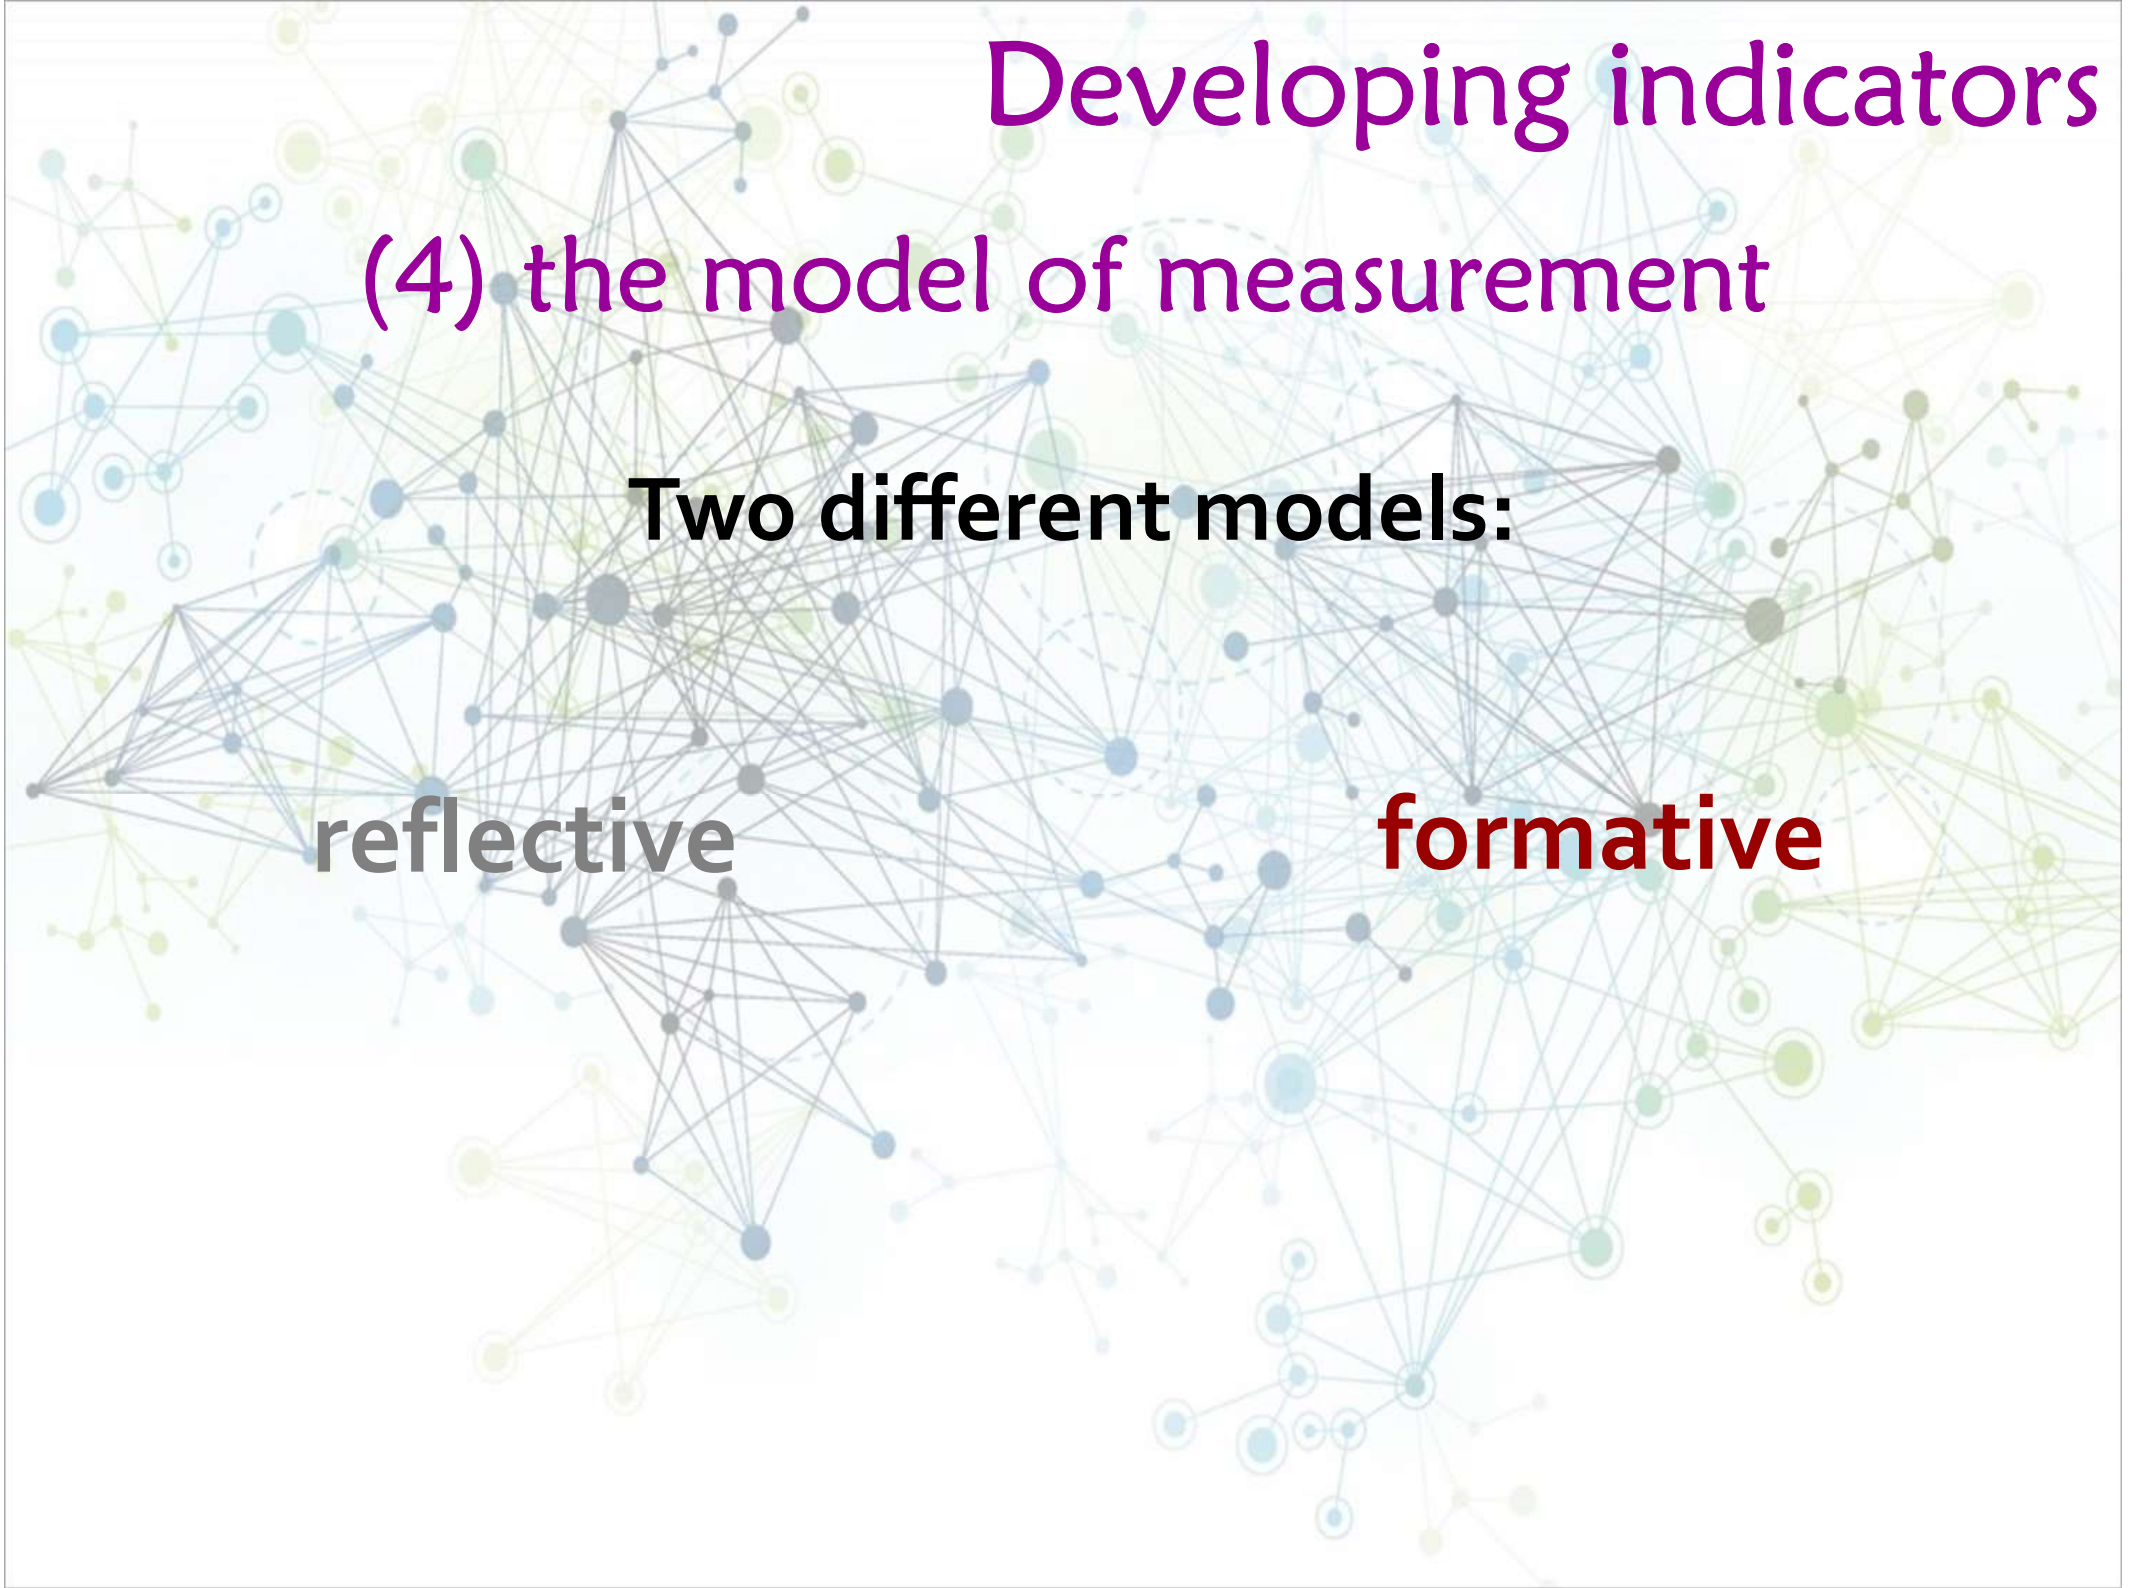 Developing indicators
(4) the model of measurement
Two different models:
reflective formative